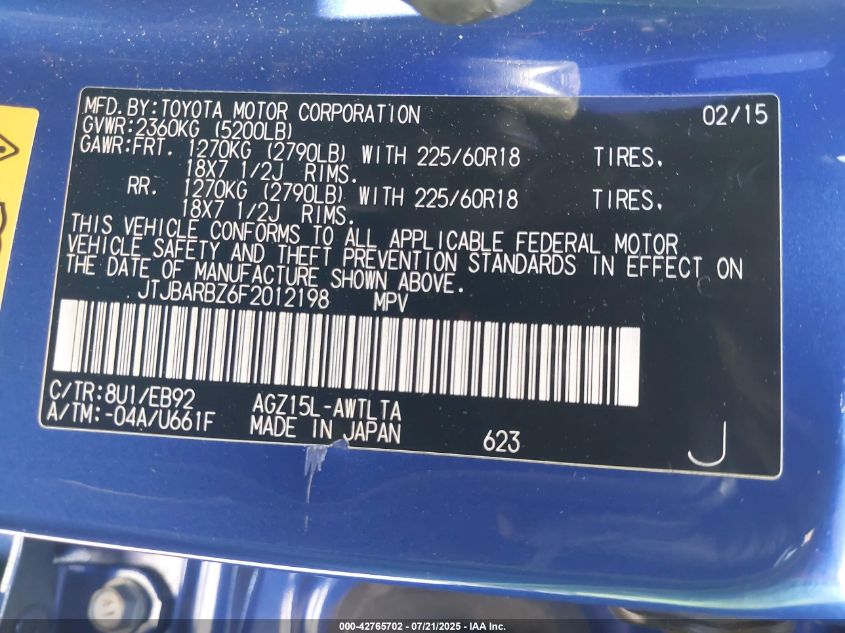 MFD.BY:TOYOTA MOTOR CORPORATION 02/15
GVWR:2360KG (5200LB)
GAWR:FRT. 1270KG (2790LB) WITH 225/60R18 TIRES,
18X7 1/2J RIMS.
RR. 1270KG (2790LB) WITH 225/60R18 TIRES,
18X7 1/2J RIMS.
THIS VEHICLE CONFORMS TO ALL APPLICABLE FEDERAL MOTOR
VEHICLE SAFETY AND THEFT PREVENTION STANDARDS IN EFFECT ON
THE DATE OF MANUFACTURE SHOWN ABOVE.
JTJBARBZ6F2012198 MPV
C/TR:8U1/EB92 AGZ15L-AWTLTA
A/TM:-04A/U661F MADE IN JAPAN 623 J
000-42765702 - 07/21/2025 - IAA Inc.